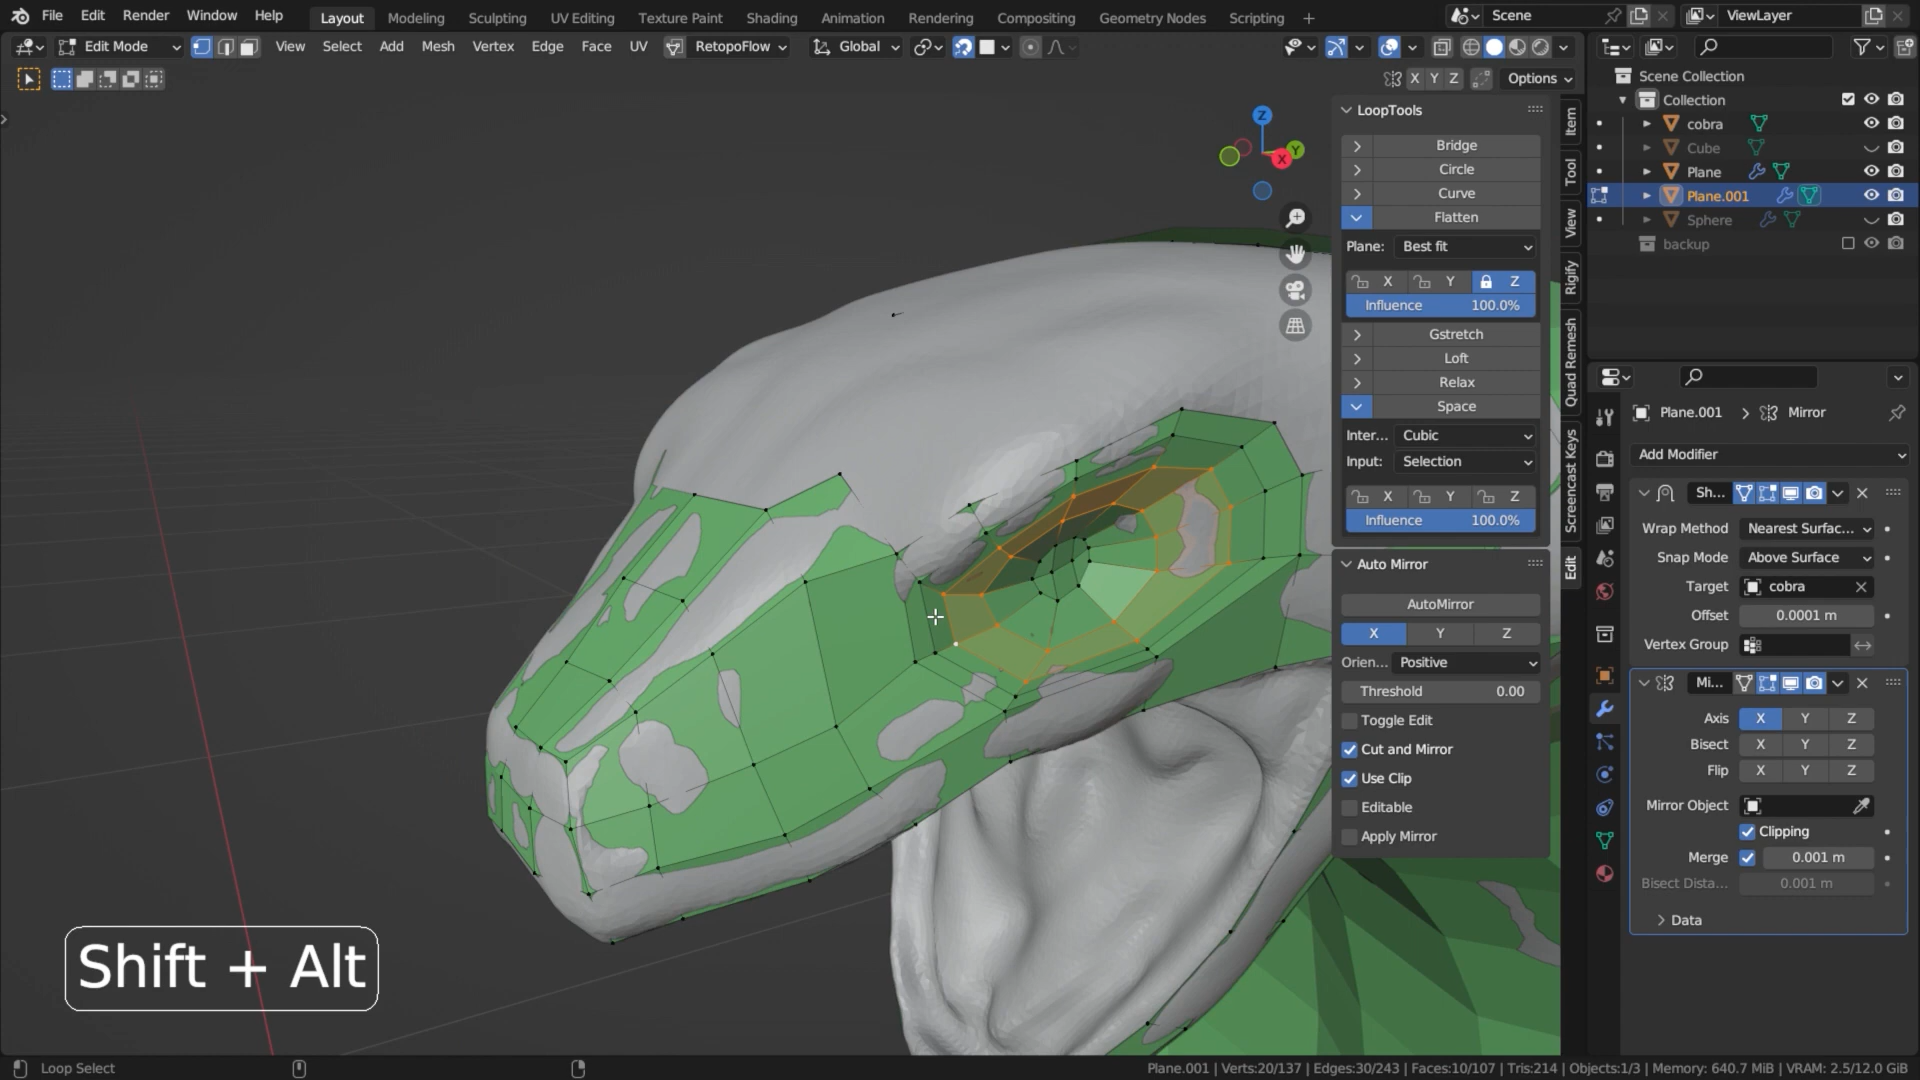 File Edit Render Window Help
Layout Modeling Sculpting UV Editing Texture Paint Shading Animation Rendering Compositing Geometry Nodes Scripting +
Scene
ViewLayer
Edit Mode
View Select Add Mesh Vertex Edge Face UV
RetopoFlow
Global
X Y Z
Options
Z
Y
X
LoopTools
Bridge
Circle
Curve
Flatten
Plane: Best fit
X Y Z
Influence 100.0%
Gstretch
Loft
Relax
Space
Inter... Cubic
Input: Selection
X Y Z
Influence 100.0%
Auto Mirror
AutoMirror
X Y Z
Orien... Positive
Threshold 0.00
Toggle Edit
Cut and Mirror
Use Clip
Editable
Apply Mirror
Item
Tool
View
Rigify
Quad Remesh
Screencast Keys
Edit
Scene Collection
Collection
cobra
Cube
Plane
Plane.001
Sphere
backup
Plane.001 > Mirror
Add Modifier
Sh...
Wrap Method Nearest Surfac...
Snap Mode Above Surface
Target cobra
Offset 0.0001 m
Vertex Group
Mi...
Axis X Y Z
Bisect X Y Z
Flip X Y Z
Mirror Object
Clipping
Merge 0.001 m
Bisect Dista... 0.001 m
Data
Shift + Alt
Loop Select
Plane.001 | Verts:20/137 | Edges:30/243 | Faces:10/107 | Tris:214 | Objects:1/3 | Memory: 640.7 MiB | VRAM: 2.5/12.0 GiB